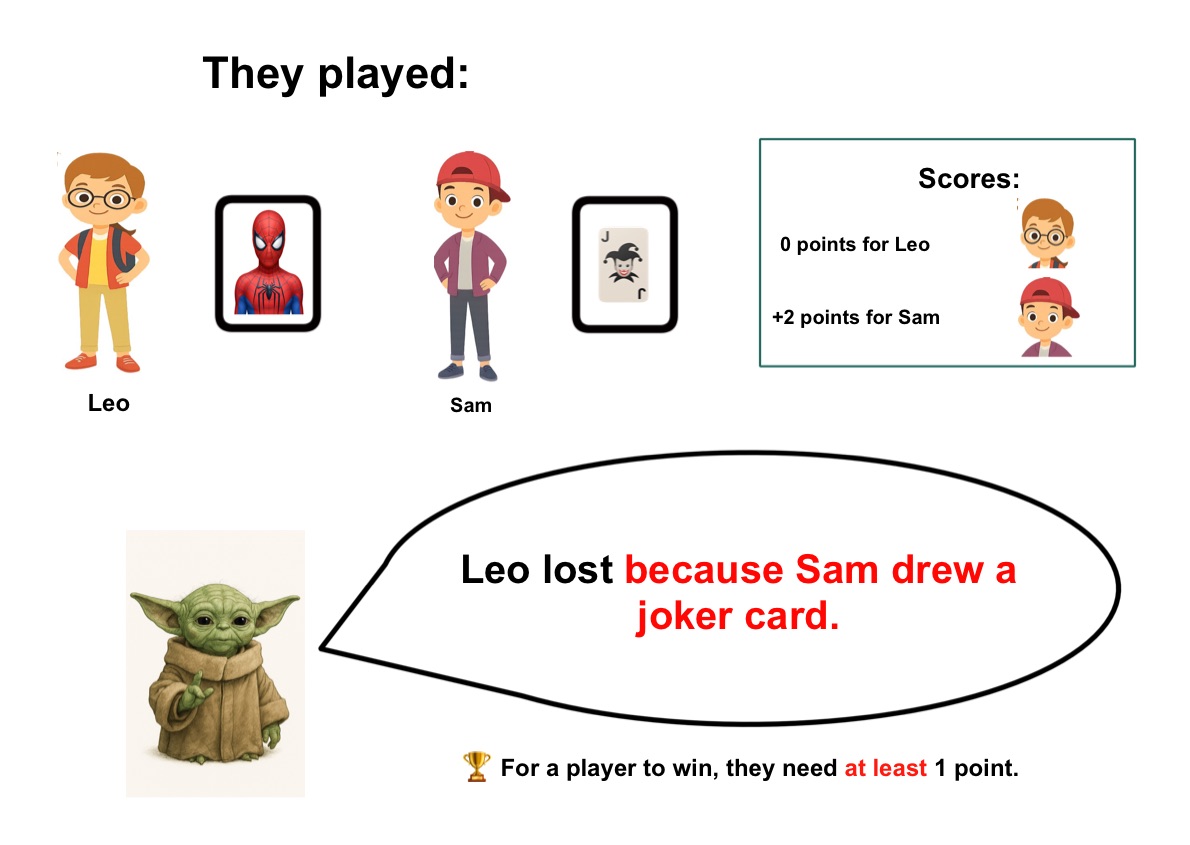 They played:
J
J
Leo
Sam
Scores:
0 points for Leo
+2 points for Sam
Leo lost because Sam drew a
joker card.
🏆 For a player to win, they need at least 1 point.